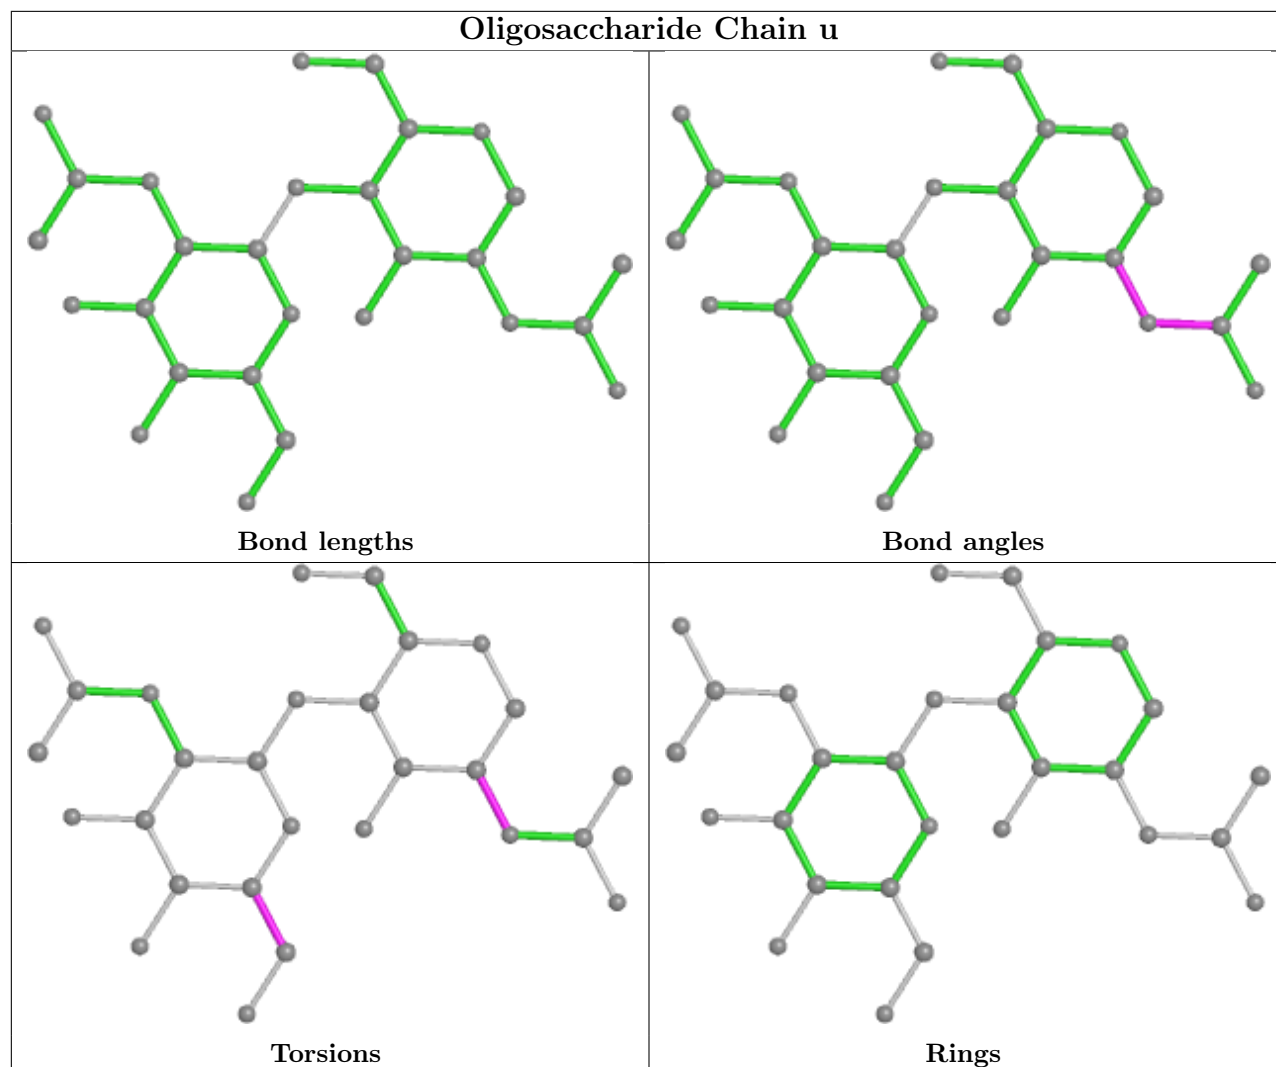 Oligosaccharide Chain u
Bond lengths
Bond angles
Torsions
Rings